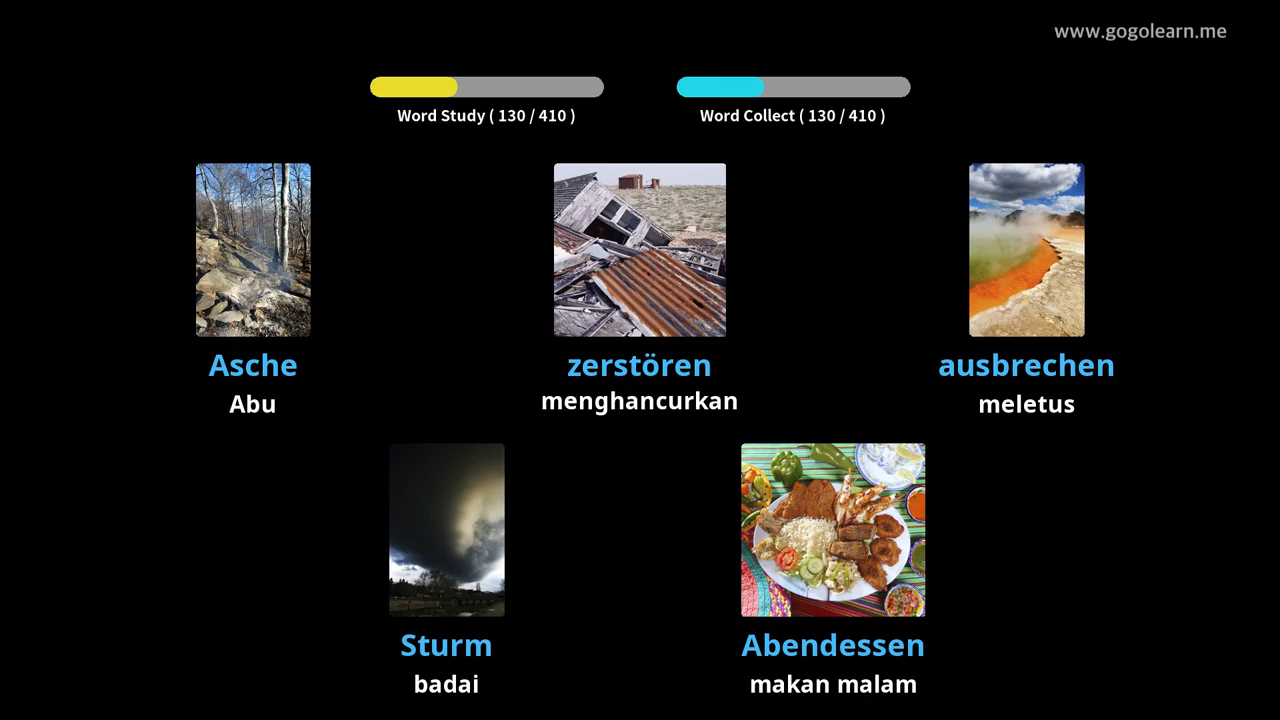 www.gogolearn.me
Word Study ( 130 / 410 )
Word Collect ( 130 / 410 )
Asche
Abu
zerstören
menghancurkan
ausbrechen
meletus
Sturm
badai
Abendessen
makan malam